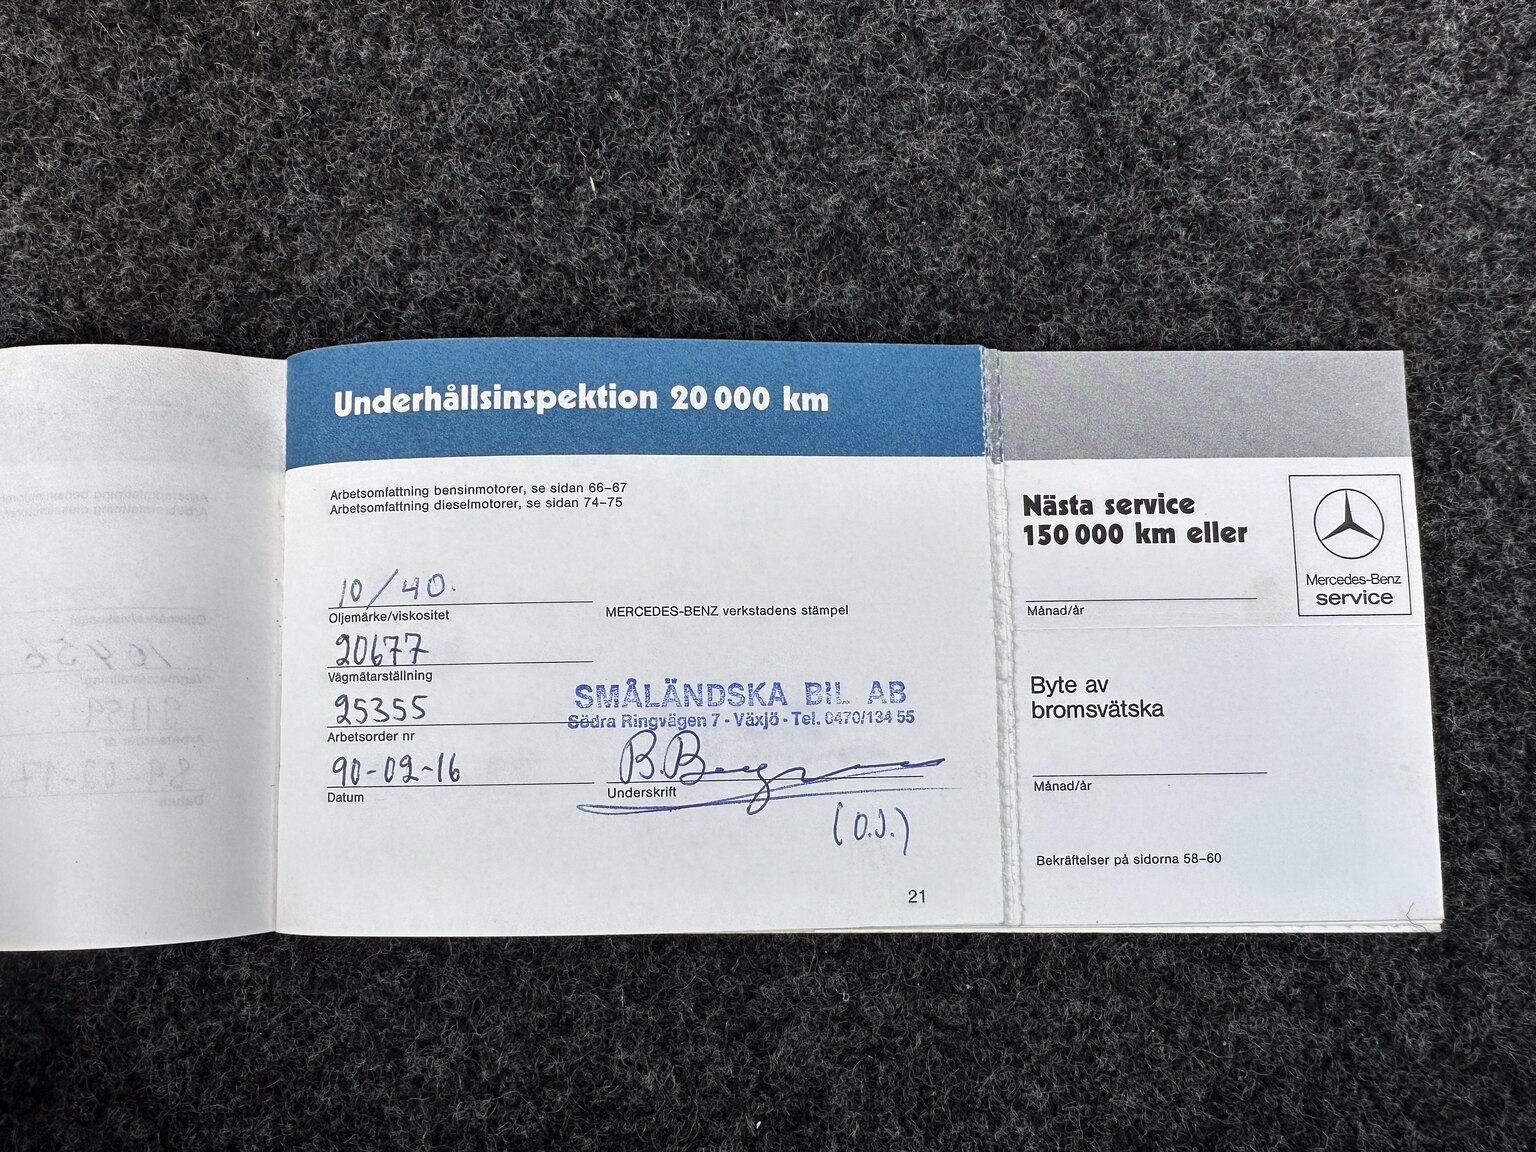 Underhållsinspektion 20 000 km
Arbetsomfattning bensinmotorer, se sidan 66–67
Arbetsomfattning dieselmotorer, se sidan 74–75
10/40.
Oljemärke/viskositet
MERCEDES-BENZ verkstadens stämpel
20677
Vägmätarställning
25355
Arbetsorder nr
SMÅLÄNDSKA BIL AB
Södra Ringvägen 7 - Växjö - Tel. 0470/134 55
90-02-16
Datum
B.
Underskrift
(O.J.)
21
Nästa service
150 000 km eller
Månad/år
Mercedes-Benz
service
Byte av
bromsvätska
Månad/år
Bekräftelser på sidorna 58–60